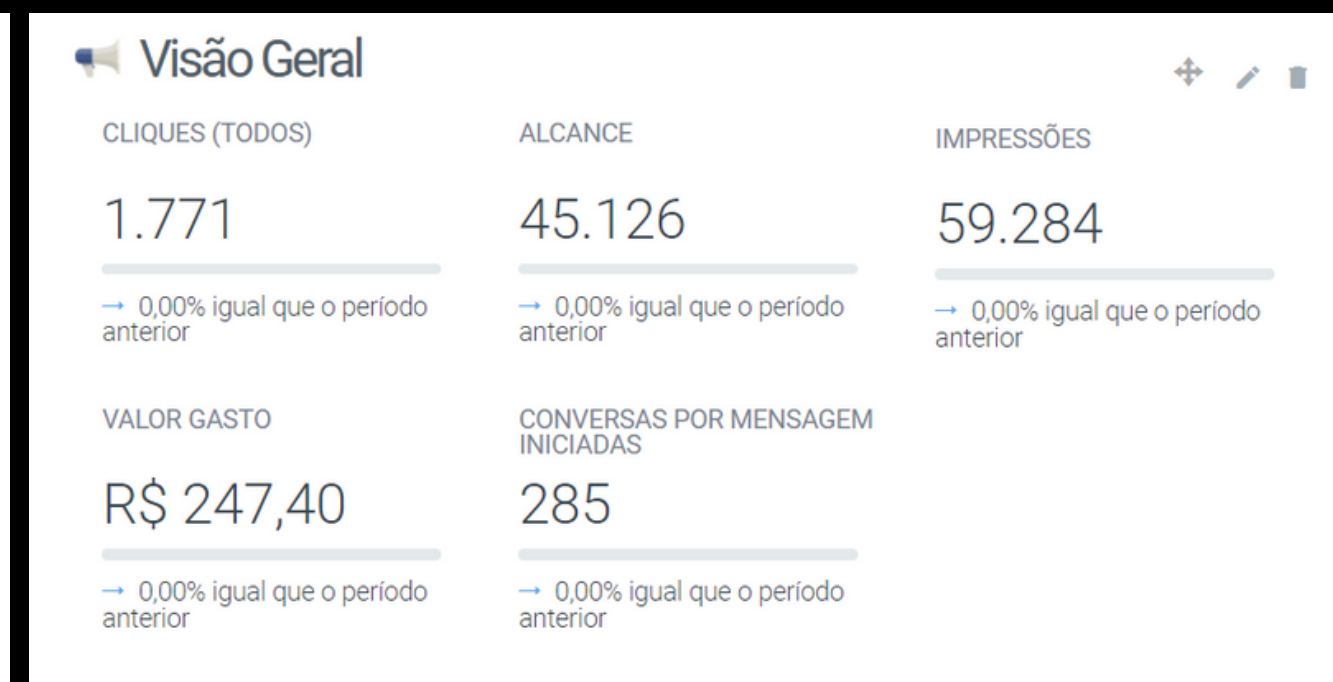 Visão Geral
CLIQUES (TODOS)
1.771
→ 0,00% igual que o período
anterior
ALCANCE
45.126
→ 0,00% igual que o período
anterior
IMPRESSÕES
59.284
→ 0,00% igual que o período
anterior
VALOR GASTO
R$ 247,40
→ 0,00% igual que o período
anterior
CONVERSAS POR MENSAGEM
INICIADAS
285
→ 0,00% igual que o período
anterior